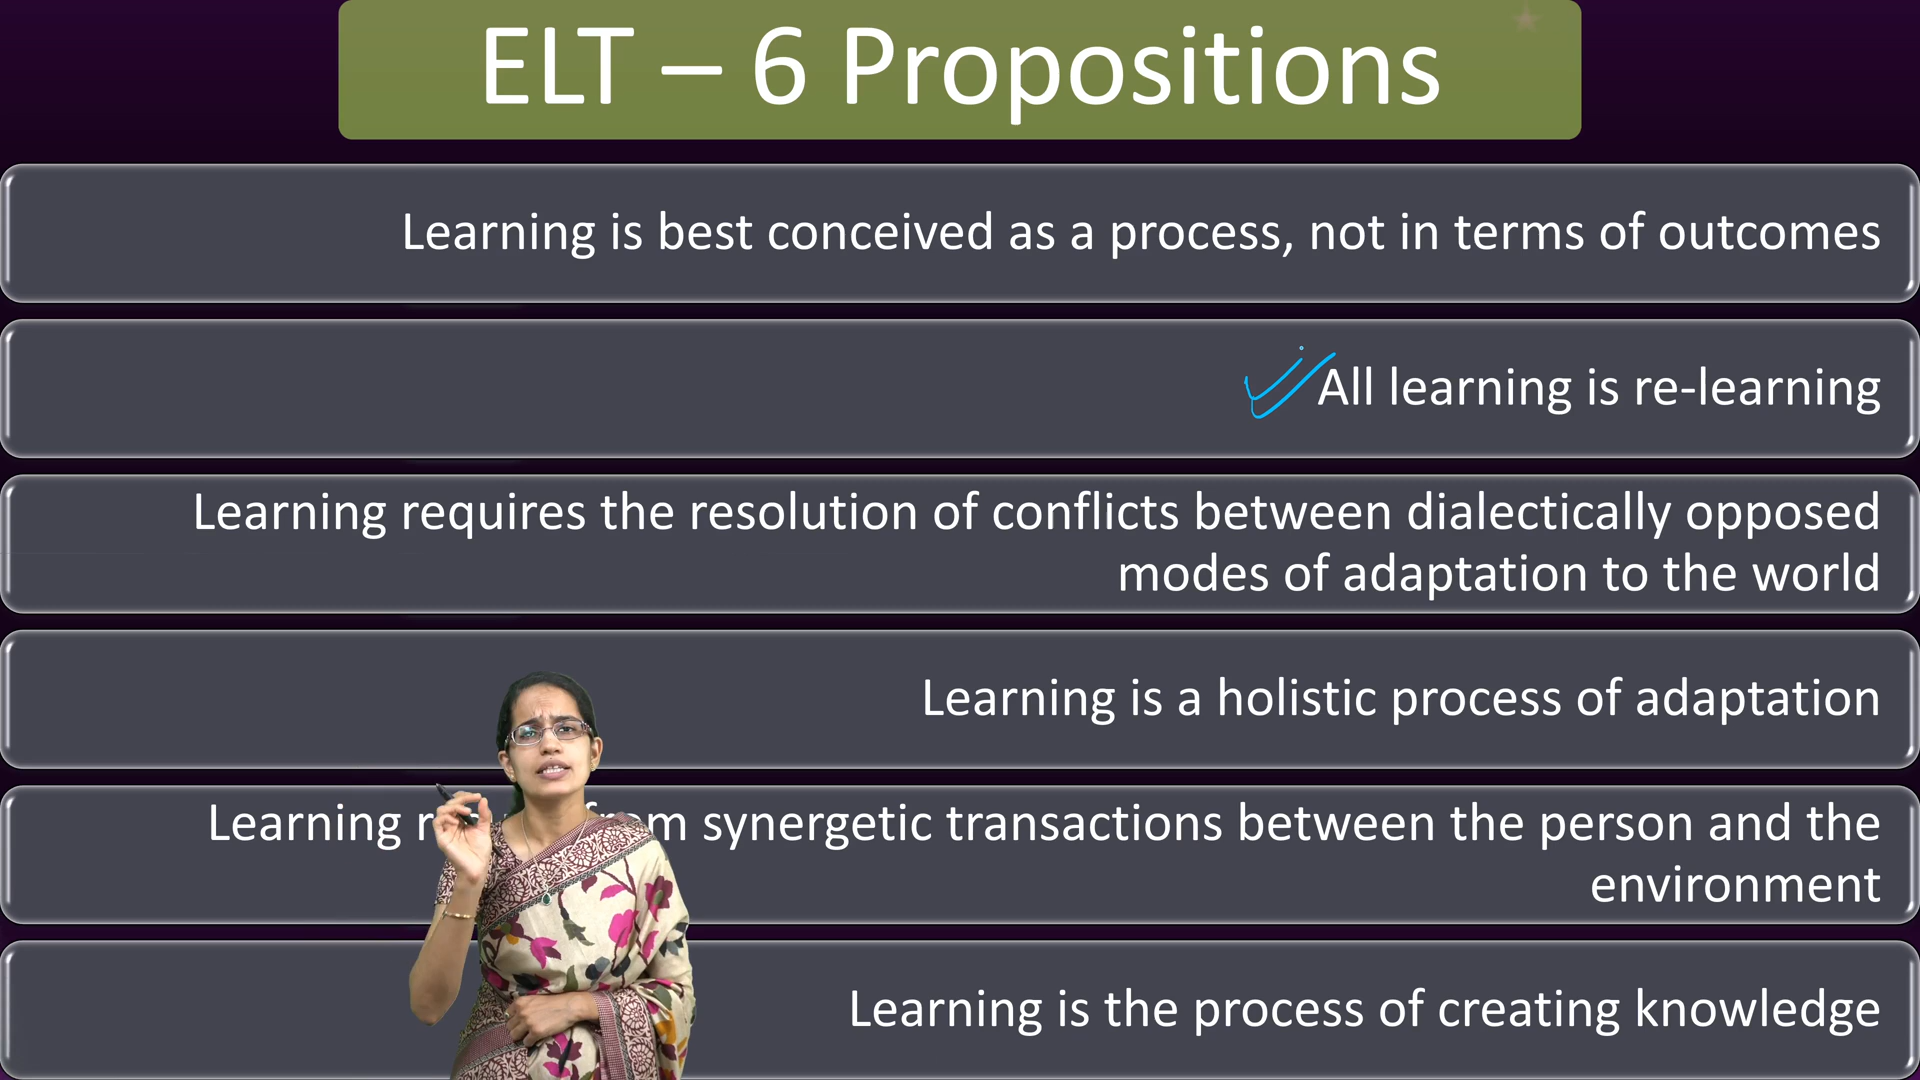 ELT – 6 Propositions
Learning is best conceived as a process, not in terms of outcomes
All learning is re-learning
Learning requires the resolution of conflicts between dialectically opposed
modes of adaptation to the world
Learning is a holistic process of adaptation
Learning synergetic transactions between the person and the
environment
Learning is the process of creating knowledge